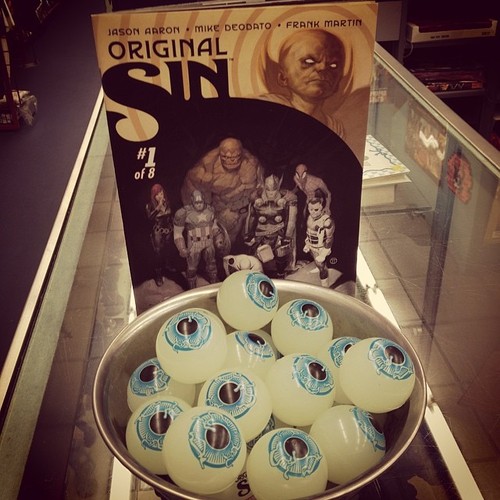 JASON AARON • MIKE DEODATO • FRANK MARTIN
ORIGINAL
SIN
#1
of 8